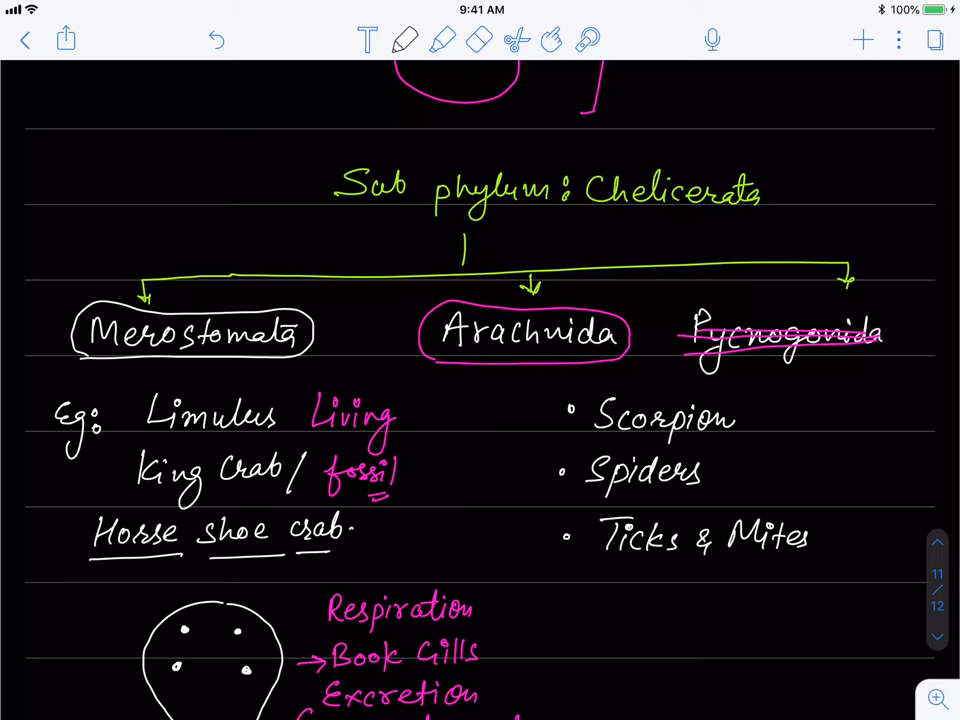 9:41 AM
100%
Sub phylum: Chelicerata
Merostomata Arachnida Pycnogonida
Eg: Limulus Living
King Crab/ fossil
Horse shoe crab.
• Scorpion
• Spiders
• Ticks & Mites
11
/
12
Respiration
→Book Gills
Excretion